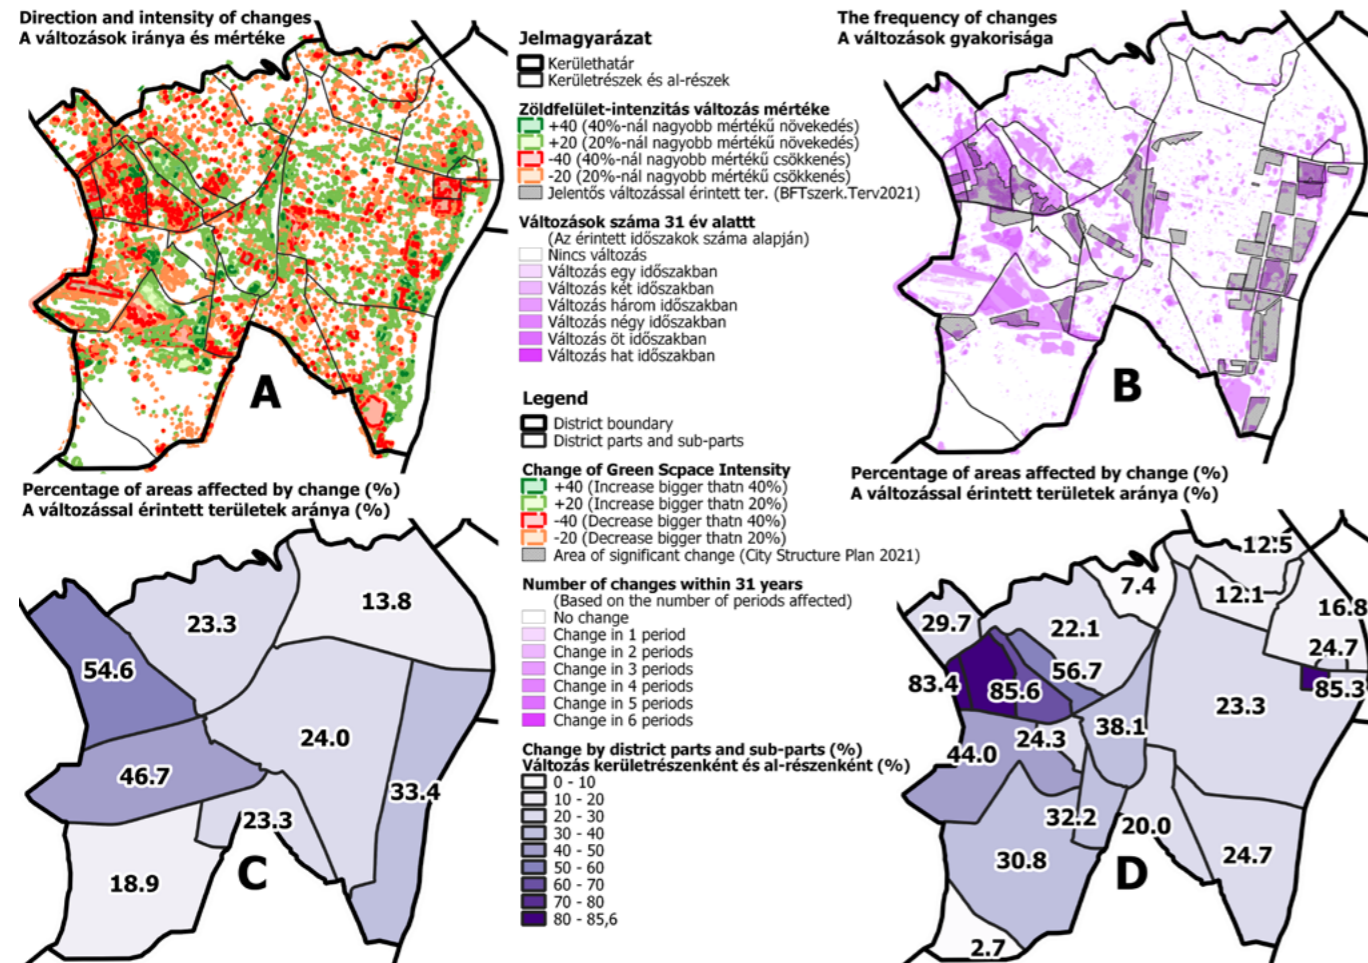 Direction and intensity of changes
A változások iránya és mértéke
A
Jelmagyarázat
Kerülethatár
Kerületrészek és al-részek
Zöldfelület-intenzitás változás mértéke
+40 (40%-nál nagyobb mértékű növekedés)
+20 (20%-nál nagyobb mértékű növekedés)
-40 (40%-nál nagyobb mértékű csökkenés)
-20 (20%-nál nagyobb mértékű csökkenés)
Jelentős változással érintett ter. (BFTszerk.Terv2021)
Változások száma 31 év alattt
(Az érintett időszakok száma alapján)
Nincs változás
Változás egy időszakban
Változás két időszakban
Változás három időszakban
Változás négy időszakban
Változás öt időszakban
Változás hat időszakban
Legend
District boundary
District parts and sub-parts
Change of Green Scpace Intensity
+40 (Increase bigger thatn 40%)
+20 (Increase bigger thatn 20%)
-40 (Decrease bigger thatn 40%)
-20 (Decrease bigger thatn 20%)
Area of significant change (City Structure Plan 2021)
Number of changes within 31 years
(Based on the number of periods affected)
No change
Change in 1 period
Change in 2 periods
Change in 3 periods
Change in 4 periods
Change in 5 periods
Change in 6 periods
Change by district parts and sub-parts (%)
Változás kerületrészenként és al-részenként (%)
0 - 10
10 - 20
20 - 30
30 - 40
40 - 50
50 - 60
60 - 70
70 - 80
80 - 85,6
The frequency of changes
A változások gyakorisága
B
Percentage of areas affected by change (%)
A változással érintett területek aránya (%)
13.8
23.3
54.6
24.0
46.7
33.4
23.3
18.9
C
Percentage of areas affected by change (%)
A változással érintett területek aránya (%)
12.5
7.4
12.1
16.8
29.7
22.1
24.7
56.7
83.4
85.6
85.3
23.3
38.1
24.3
44.0
32.2
20.0
30.8
24.7
D
2.7